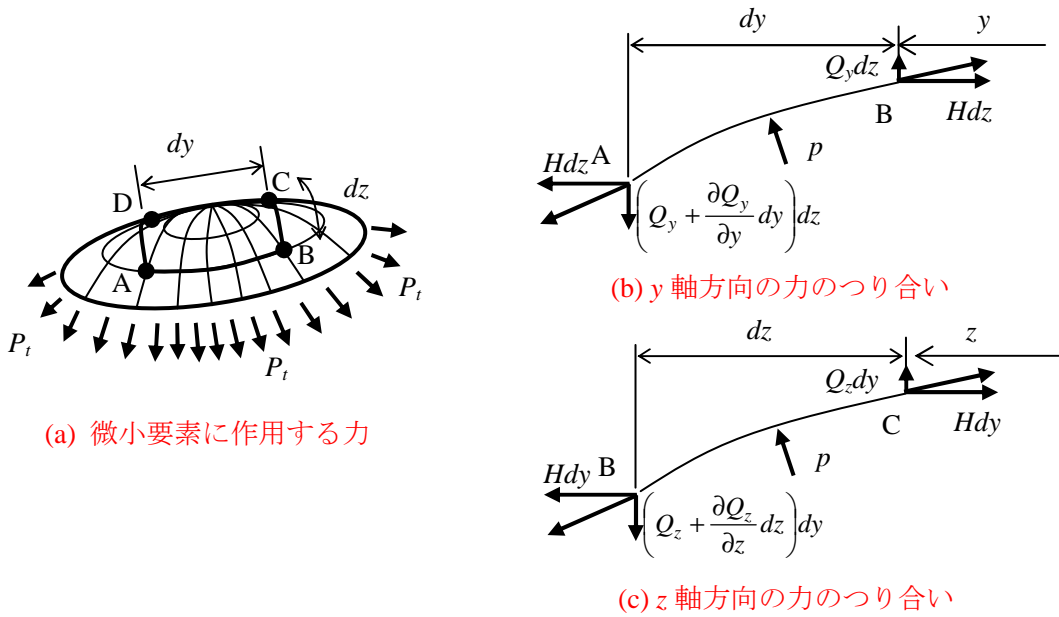 dy
D
C
dz
A
B
P_t
P_t
P_t
(a) 微小要素に作用する力
dy
y
Q_y dz
B
Hdz
Hdz
A
p
(Q_y + ∂Q_y/∂y dy)dz
(b) y 軸方向の力のつり合い
dz
z
Q_z dy
C
Hdy
Hdy
B
p
(Q_z + ∂Q_z/∂z dz)dy
(c) z 軸方向の力のつり合い